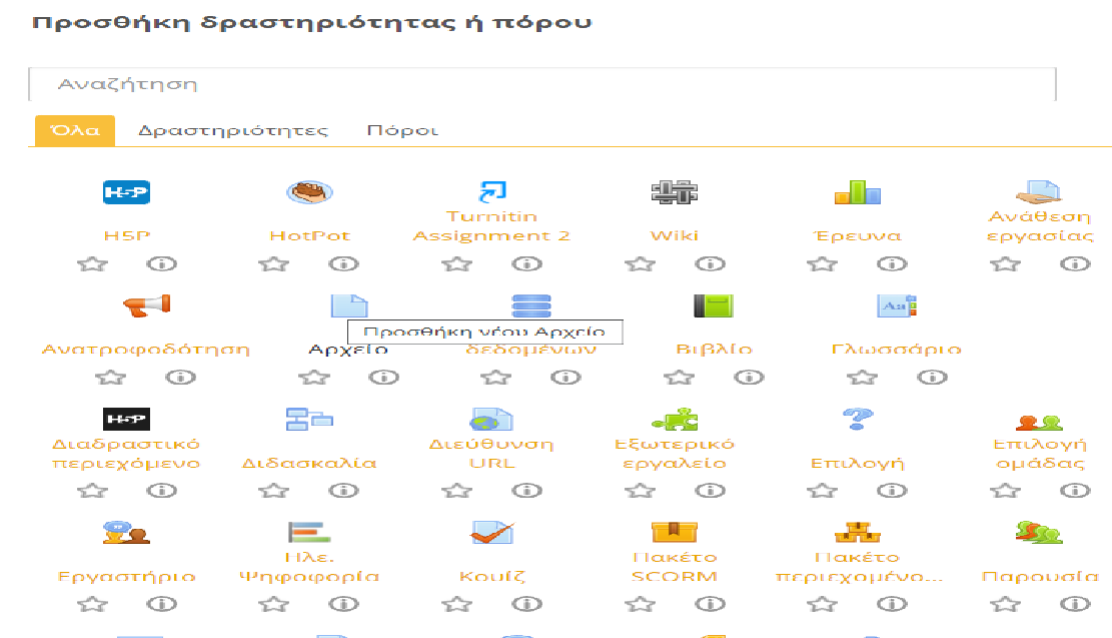 Προσθήκη δραστηριότητας ή πόρου
Αναζήτηση
Όλα Δραστηριότητες Πόροι
H5P
H5P HotPot Turnitin Assignment 2 Wiki Έρευνα Ανάθεση εργασίας
Προσθήκη νέου Αρχείο
Ανατροφοδότηση Αρχείο δεδομένων Βιβλίο Γλωσσάριο
H5P
Διαδραστικό Διεύθυνση Εξωτερικό Επιλογή
περιεχόμενο Διδασκαλία URL εργαλείο Επιλογή ομάδας
Ηλε. Πακέτο Πακέτο
Εργαστήριο Ψηφοφορία Κουίζ SCORM περιεχομένο... Παρουσία